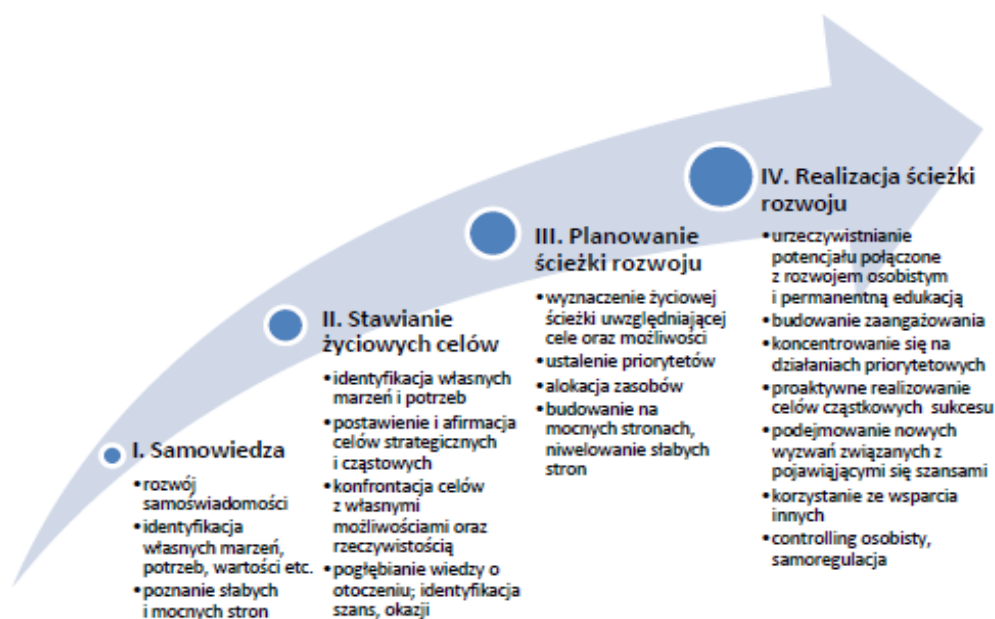 I. Samowiedza
•rozwój
samoświadomości
•identyfikacja
własnych marzeń,
potrzeb, wartości etc.
•poznanie słabych
i mocnych stron
II. Stawianie
życiowych celów
•identyfikacja własnych
marzeń i potrzeb
•postawienie i afirmacja
celów strategicznych
i cząstowych
•konfrontacja celów
z własnymi
możliwościami oraz
rzeczywistością
•pogłębianie wiedzy o
otoczeniu; identyfikacja
szans, okazji
III. Planowanie
ścieżki rozwoju
•wyznaczenie życiowej
ścieżki uwzględniającej
cele oraz możliwości
•ustalenie priorytetów
•alokacja zasobów
•budowanie na
mocnych stronach,
niwelowanie słabych
stron
IV. Realizacja ścieżki
rozwoju
•urzeczywistnianie
potencjału połączone
z rozwojem osobistym
i permanentną edukacją
•budowanie zaangażowania
•koncentrowanie się na
działaniach priorytetowych
•proaktywne realizowanie
celów cząstkowych sukcesu
•podejmowanie nowych
wyzwań związanych z
pojawiającymi się szansami
•korzystanie ze wsparcia
innych
•controlling osobisty,
samoregulacja